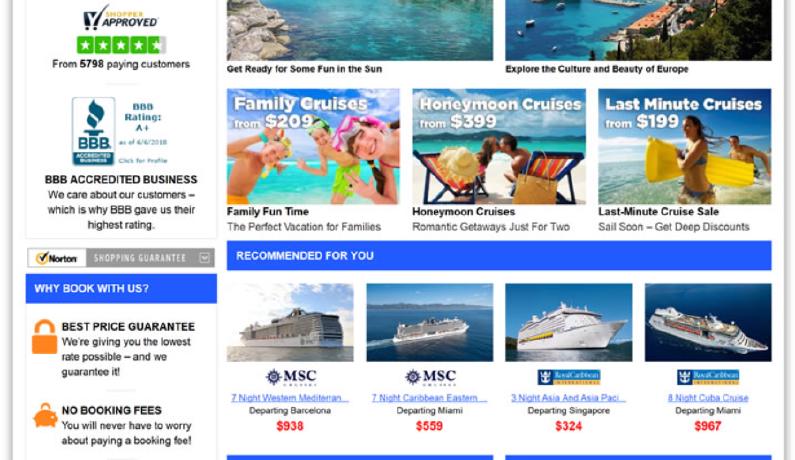 SHOPPER
APPROVED
From 5798 paying customers
BBB
Rating:
A+
as of 6/6/2018
Click for Profile
BBB
ACCREDITED
BUSINESS
BBB ACCREDITED BUSINESS
We care about our customers –
which is why BBB gave us their
highest rating.
Norton SHOPPING GUARANTEE
WHY BOOK WITH US?
BEST PRICE GUARANTEE
We're giving you the lowest
rate possible – and we
guarantee it!
NO BOOKING FEES
You will never have to worry
about paying a booking fee!
Get Ready for Some Fun in the Sun
Explore the Culture and Beauty of Europe
Family Cruises
from $209
Family Fun Time
The Perfect Vacation for Families
Honeymoon Cruises
from $399
Honeymoon Cruises
Romantic Getaways Just For Two
Last Minute Cruises
from $199
Last-Minute Cruise Sale
Sail Soon – Get Deep Discounts
RECOMMENDED FOR YOU
MSC
CRUISES
7 Night Western Mediterran...
Departing Barcelona
$938
MSC
CRUISES
7 Night Caribbean Eastern ...
Departing Miami
$559
RoyalCaribbean
INTERNATIONAL
3 Night Asia And Asia Paci...
Departing Singapore
$324
RoyalCaribbean
INTERNATIONAL
8 Night Cuba Cruise
Departing Miami
$967